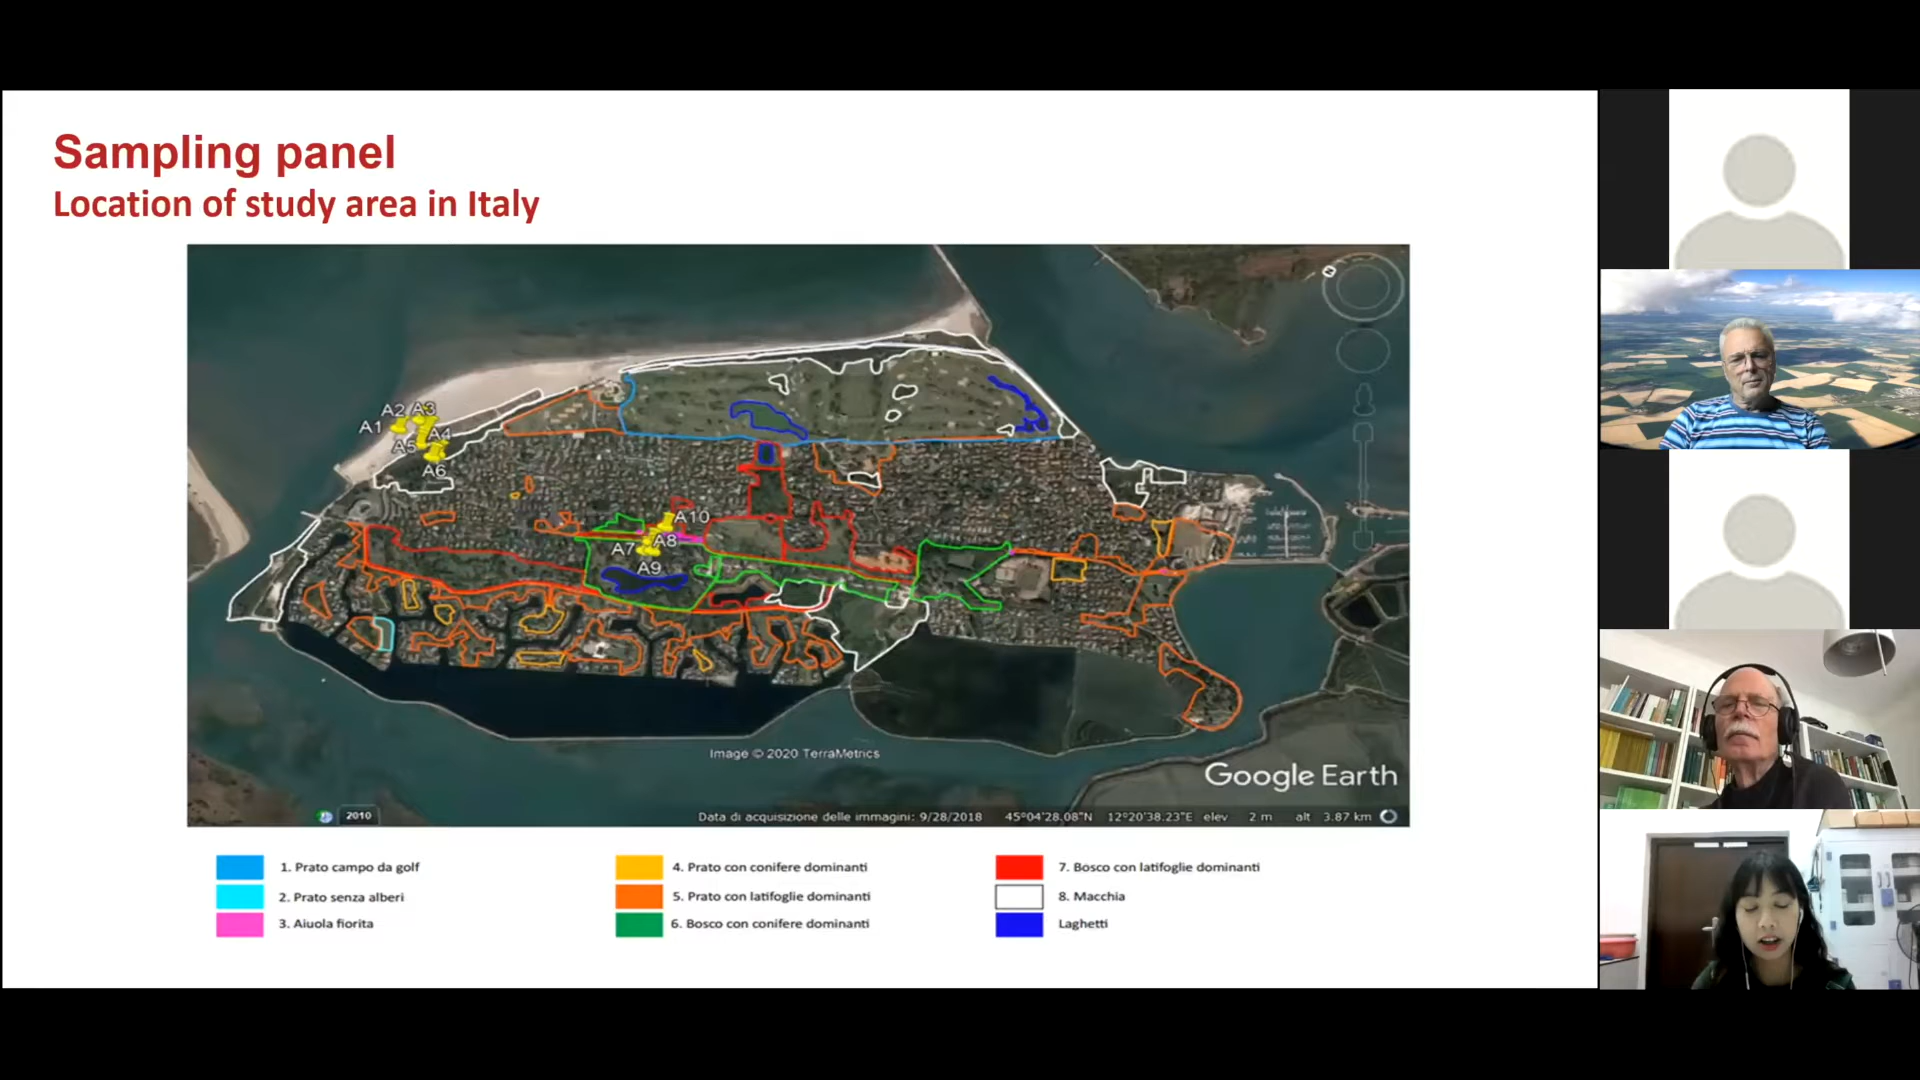 Sampling panel
Location of study area in Italy
A2 A3
A1
A4
A5
A6
A10
A8
A7
A9
Image © 2020 TerraMetrics
Google Earth
2010
Data di acquisizione delle immagini: 9/28/2018 45°04'28.08"N 12°20'38.23"E elev 2 m alt 3.87 km
1. Prato campo da golf
2. Prato senza alberi
3. Aiuola fiorita
4. Prato con conifere dominanti
5. Prato con latifoglie dominanti
6. Bosco con conifere dominanti
7. Bosco con latifoglie dominanti
8. Macchia
Laghetti